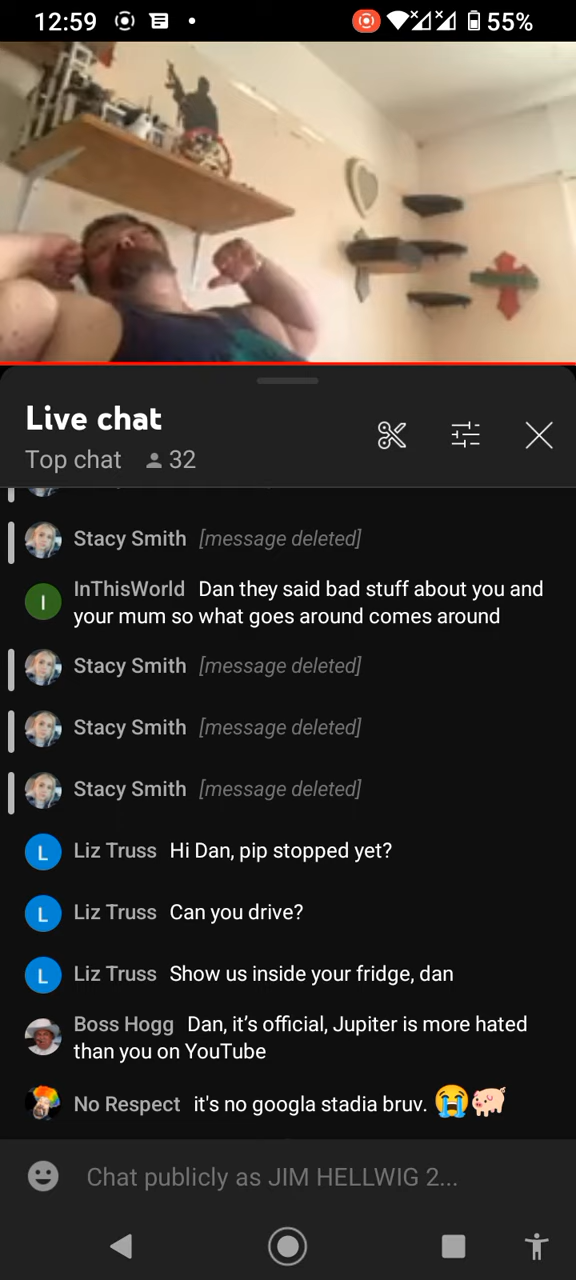 12:59
55%
Live chat
Top chat 32
Stacy Smith [message deleted]
InThisWorld Dan they said bad stuff about you and
your mum so what goes around comes around
Stacy Smith [message deleted]
Stacy Smith [message deleted]
Stacy Smith [message deleted]
L Liz Truss Hi Dan, pip stopped yet?
L Liz Truss Can you drive?
L Liz Truss Show us inside your fridge, dan
Boss Hogg Dan, it’s official, Jupiter is more hated
than you on YouTube
No Respect it's no googla stadia bruv. 😭🐖
Chat publicly as JIM HELLWIG 2...